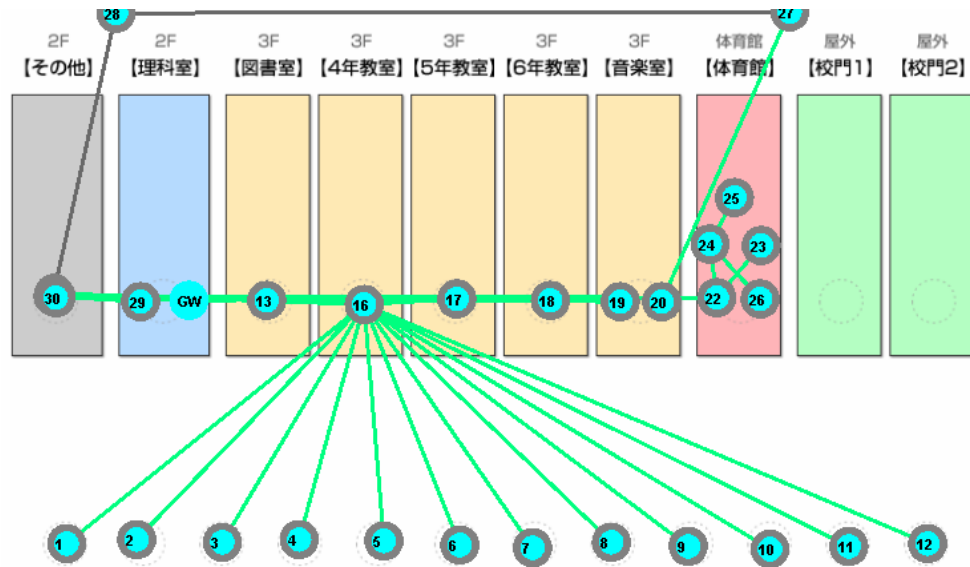 28 27
2F 2F 3F 3F 3F 3F 3F 体育館 屋外 屋外
【その他】 【理科室】 【図書室】 【4年教室】 【5年教室】 【6年教室】 【音楽室】 【体育館】 【校門1】 【校門2】
25
24 23
30 29 GW 13 16 17 18 19 20 22 26
1 2 3 4 5 6 7 8 9 10 11 12